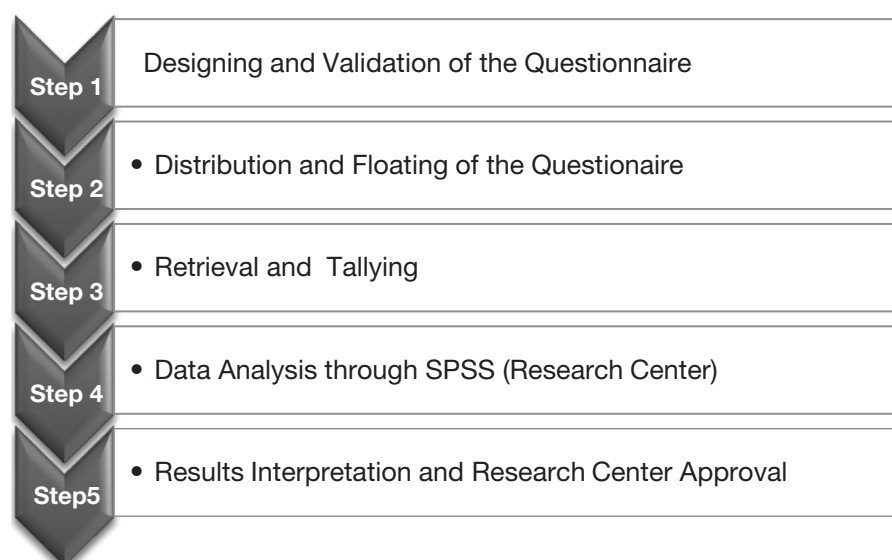 Step 1
Designing and Validation of the Questionnaire
Step 2
• Distribution and Floating of the Questionaire
Step 3
• Retrieval and Tallying
Step 4
• Data Analysis through SPSS (Research Center)
Step5
• Results Interpretation and Research Center Approval